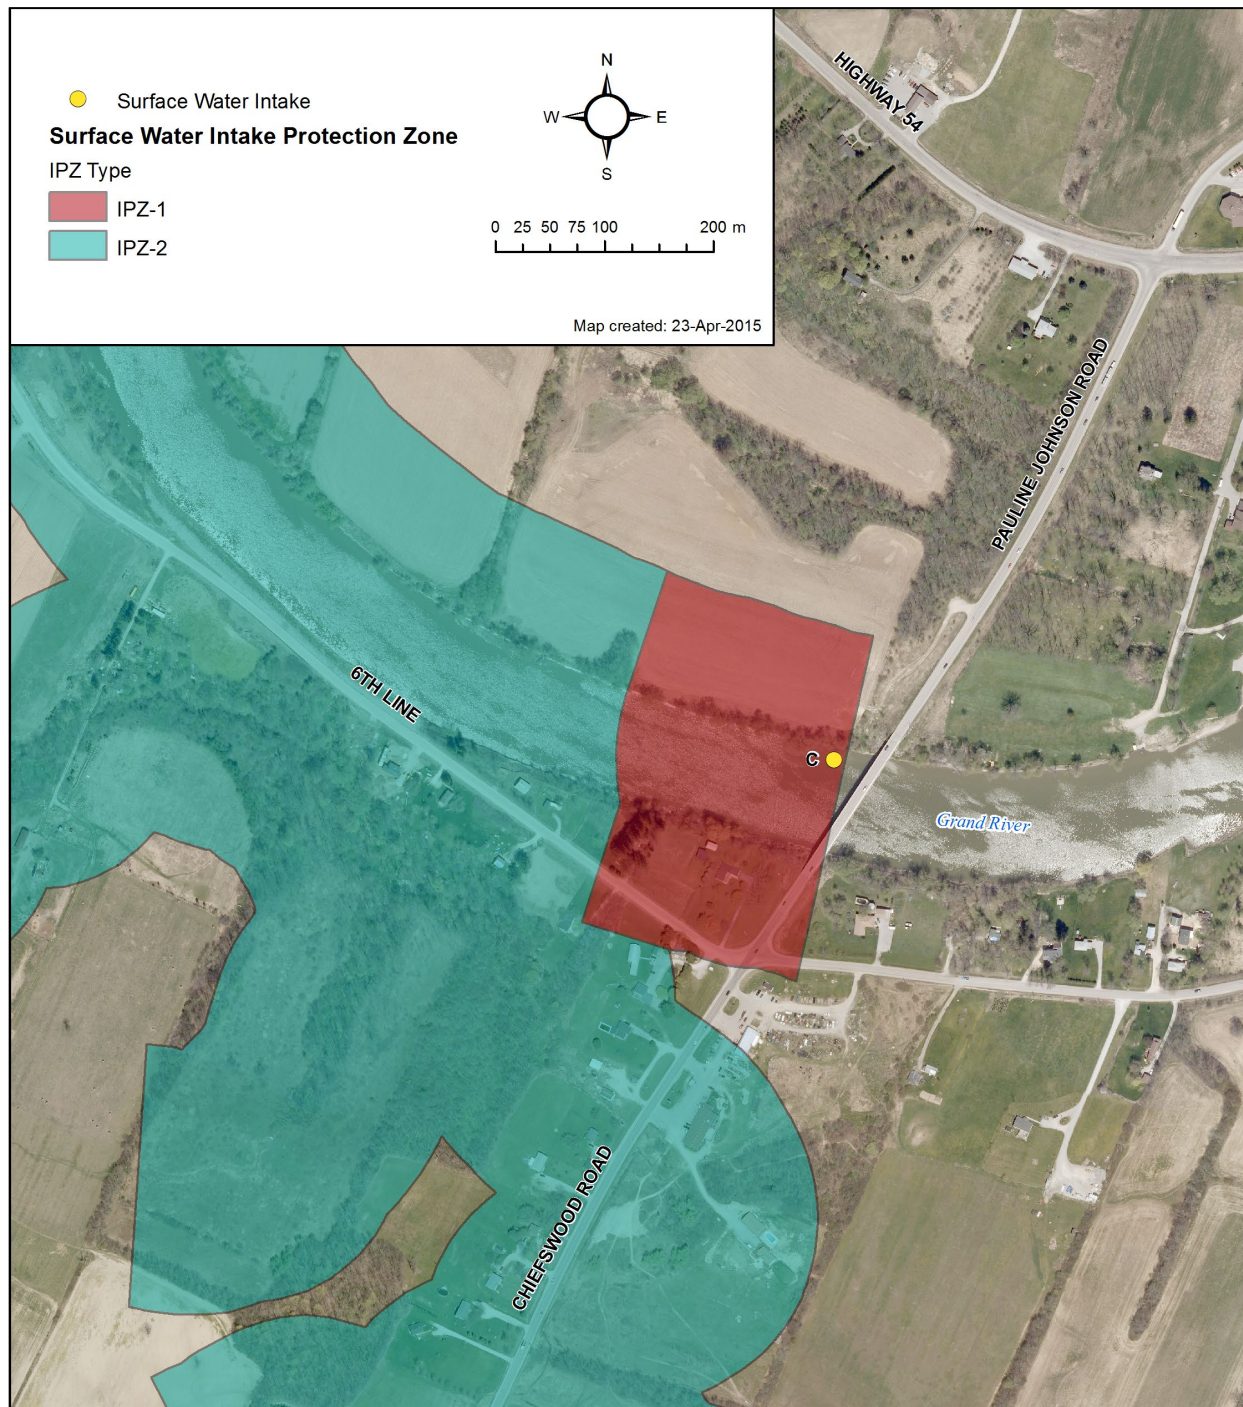 N
Surface Water Intake
W E
Surface Water Intake Protection Zone
IPZ Type
S
IPZ-1
0 25 50 75 100 200 m
IPZ-2
Map created: 23-Apr-2015
HIGHWAY 54
PAULINE JOHNSON ROAD
6TH LINE
C
Grand River
CHIEFSWOOD ROAD